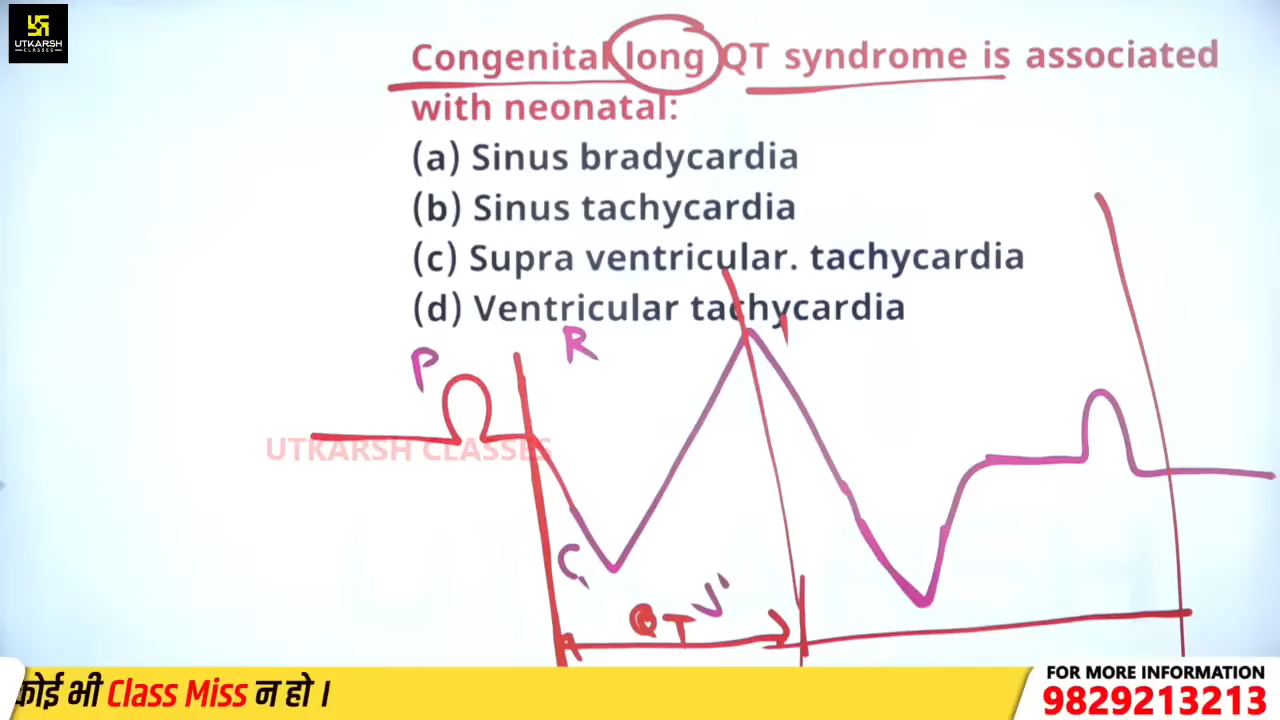 UTKARSH
CLASSES
Congenital long QT syndrome is associated
with neonatal:
(a) Sinus bradycardia
(b) Sinus tachycardia
(c) Supra ventricular. tachycardia
(d) Ventricular tachycardia
P
R
UTKARSH CLASSES
QT
कोई भी Class Miss न हो ।
FOR MORE INFORMATION
9829213213